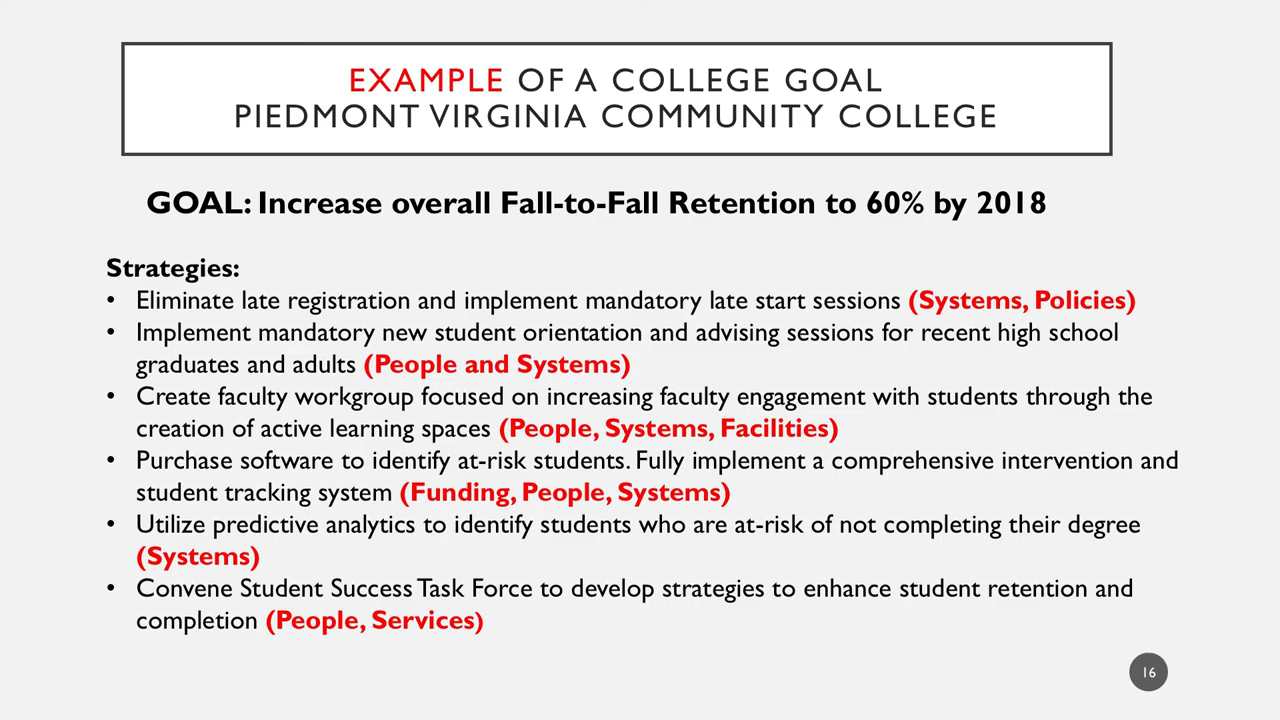 EXAMPLE OF A COLLEGE GOAL
PIEDMONT VIRGINIA COMMUNITY COLLEGE
GOAL: Increase overall Fall-to-Fall Retention to 60% by 2018
Strategies:
• Eliminate late registration and implement mandatory late start sessions (Systems, Policies)
• Implement mandatory new student orientation and advising sessions for recent high school
graduates and adults (People and Systems)
• Create faculty workgroup focused on increasing faculty engagement with students through the
creation of active learning spaces (People, Systems, Facilities)
• Purchase software to identify at-risk students. Fully implement a comprehensive intervention and
student tracking system (Funding, People, Systems)
• Utilize predictive analytics to identify students who are at-risk of not completing their degree
(Systems)
• Convene Student Success Task Force to develop strategies to enhance student retention and
completion (People, Services)
16